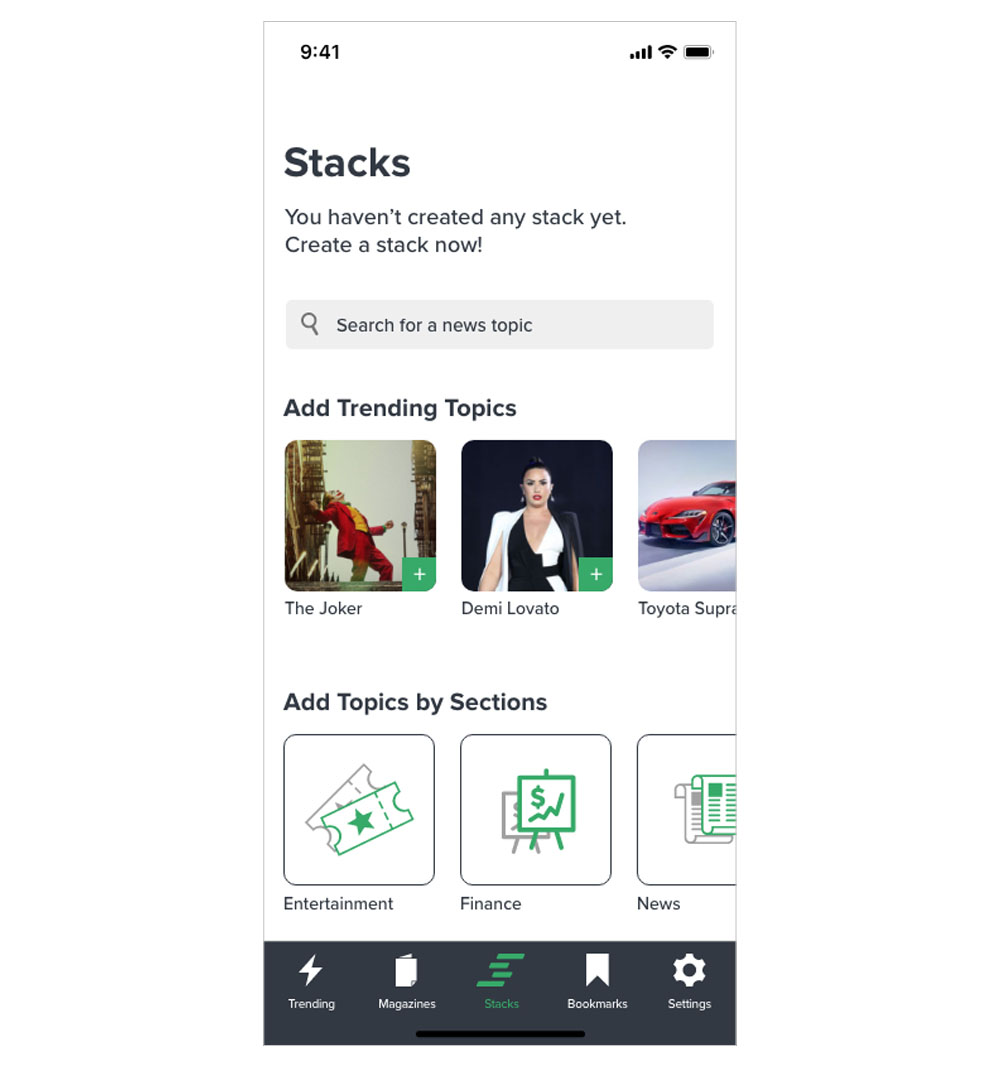 9:41
Stacks
You haven’t created any stack yet.
Create a stack now!
Search for a news topic
Add Trending Topics
+
+
The Joker
Demi Lovato
Toyota Supra
Add Topics by Sections
$
$
Entertainment
Finance
News
Trending
Magazines
Stacks
Bookmarks
Settings